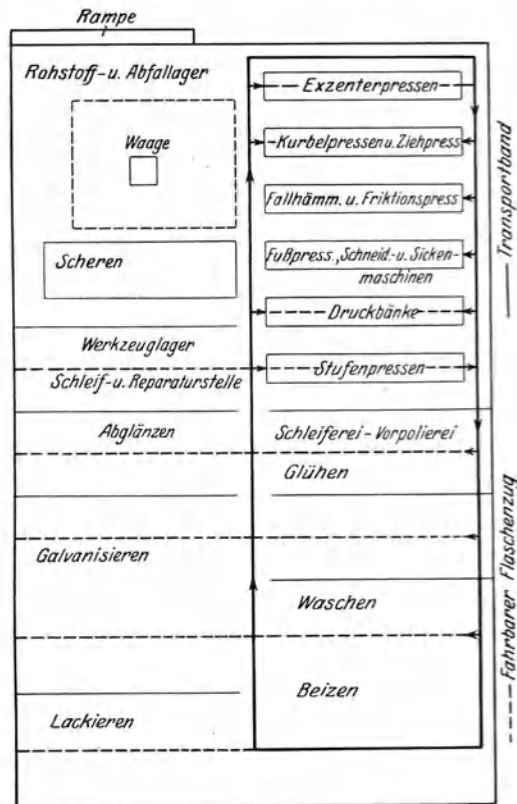 Rampe
Rohstoff-u. Abfallager
Waage
Scheren
Werkzeuglager
Schleif-u. Reparaturstelle
Abglänzen
Galvanisieren
Lackieren
Exzenterpressen
Kurbelpressen u. Ziehpress
Fallhämm. u. Friktionspress
Fußpress., Schneid.- u. Sicken-
maschinen
Druckbänke
Stufenpressen
Schleiferei-Vorpolierei
Glühen
Waschen
Beizen
Transportband
Fahrbarer Flaschenzug